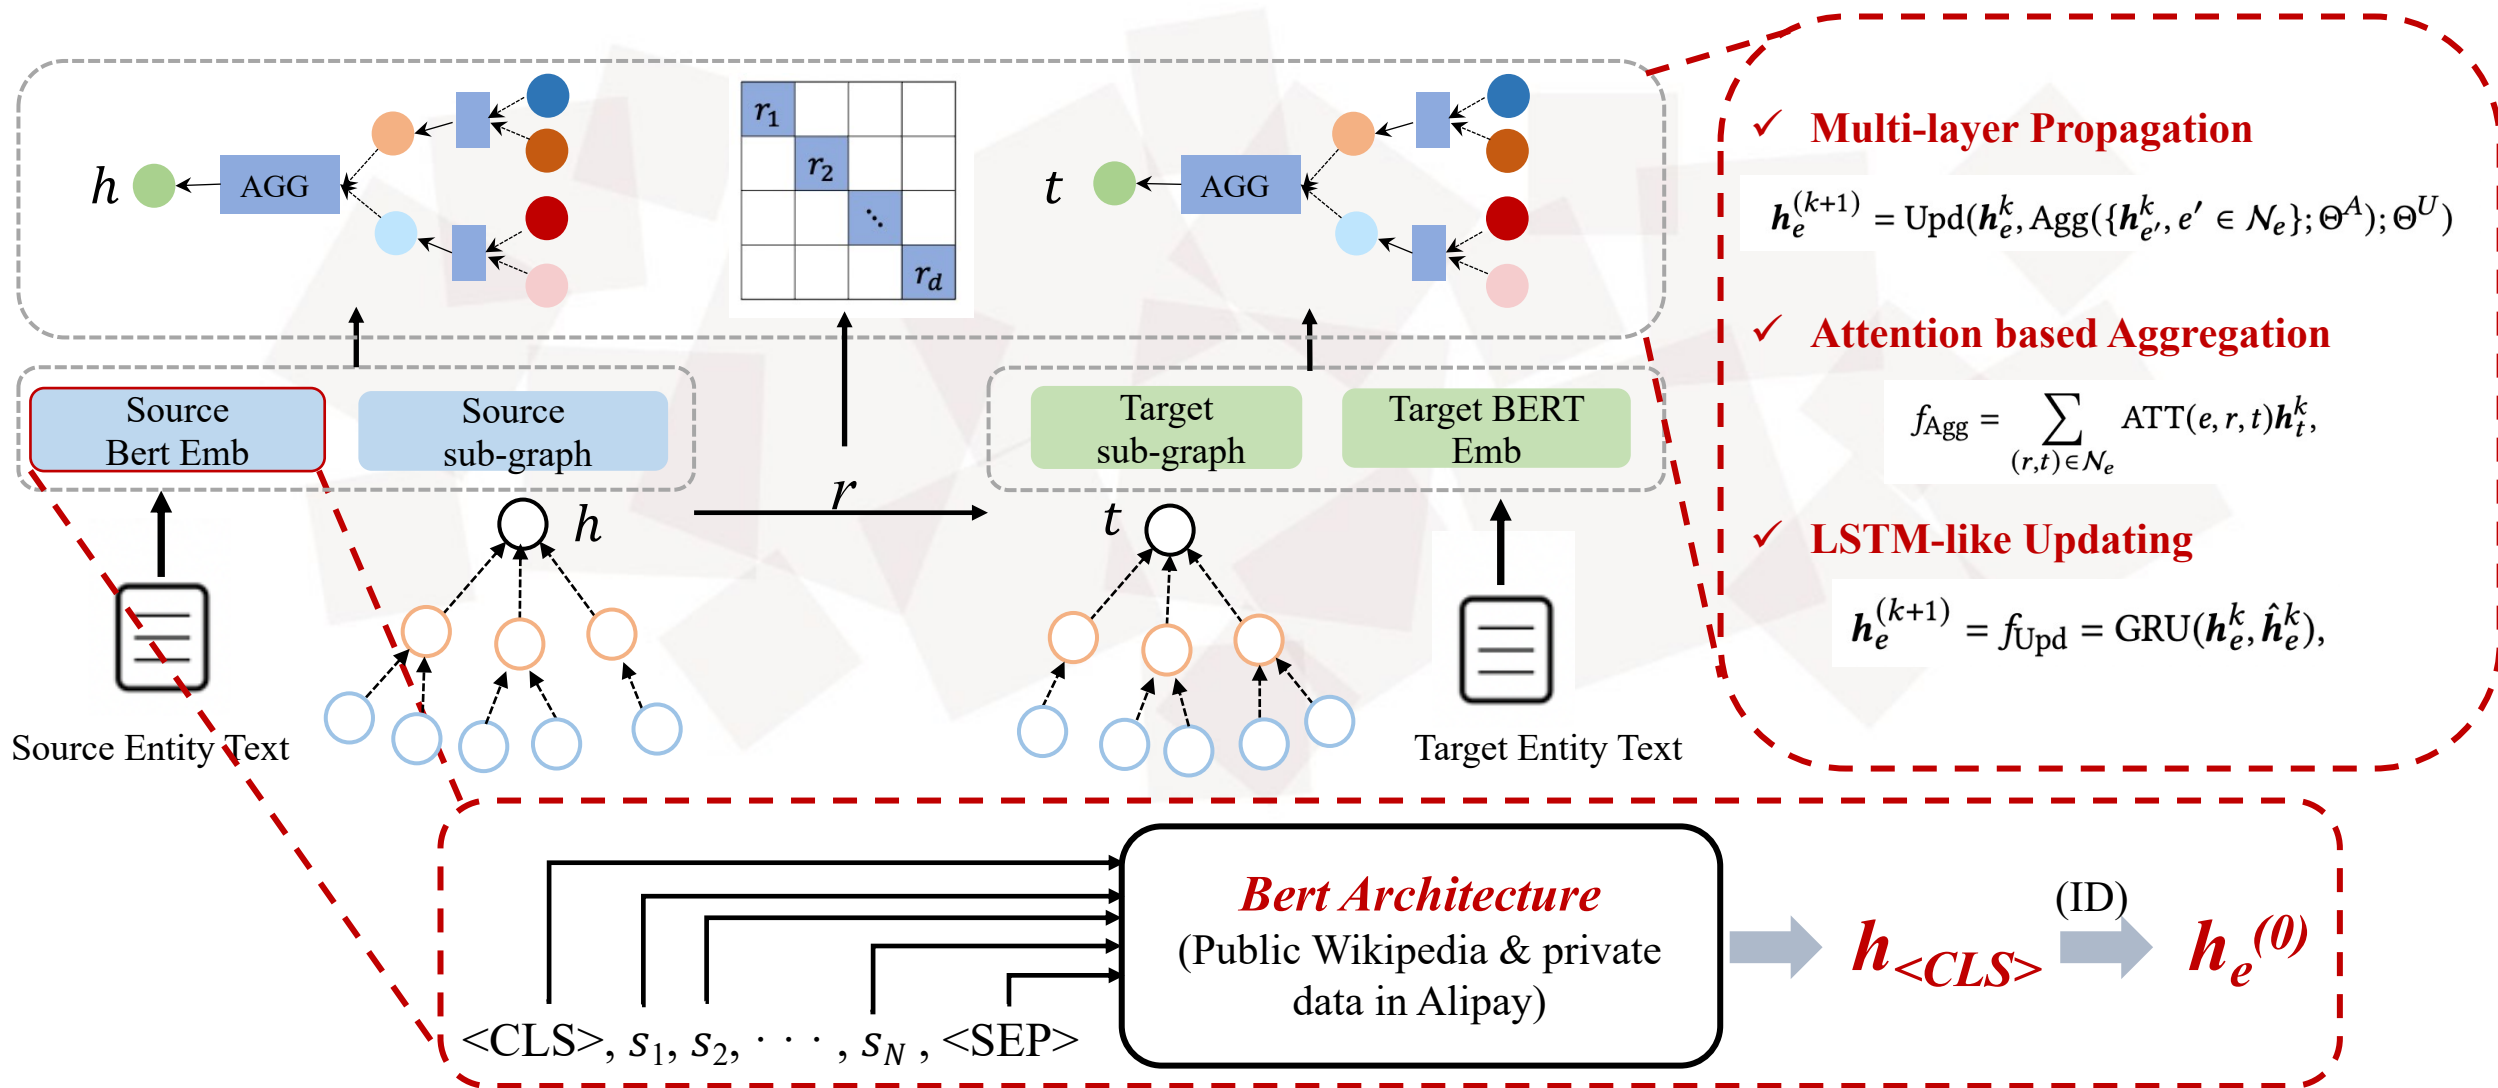 h
AGG
r₁
r₂
⋱
r_d
t
AGG
Source
Bert Emb
Source
sub-graph
Target
sub-graph
Target BERT
Emb
h
r
t
Source Entity Text
Target Entity Text
✓ Multi-layer Propagation
h_e^(k+1) = Upd(h_e^k, Agg({h_e′^k, e′ ∈ N_e}; Θ^A); Θ^U)
✓ Attention based Aggregation
f_Agg = ∑_(r,t)∈N_e ATT(e, r, t)h_t^k,
✓ LSTM-like Updating
h_e^(k+1) = f_Upd = GRU(h_e^k, ĥ_e^k),
<CLS>, s₁, s₂, · · · , s_N , <SEP>
Bert Architecture
(Public Wikipedia & private
data in Alipay)
h_<CLS>
(ID)
h_e^(0)